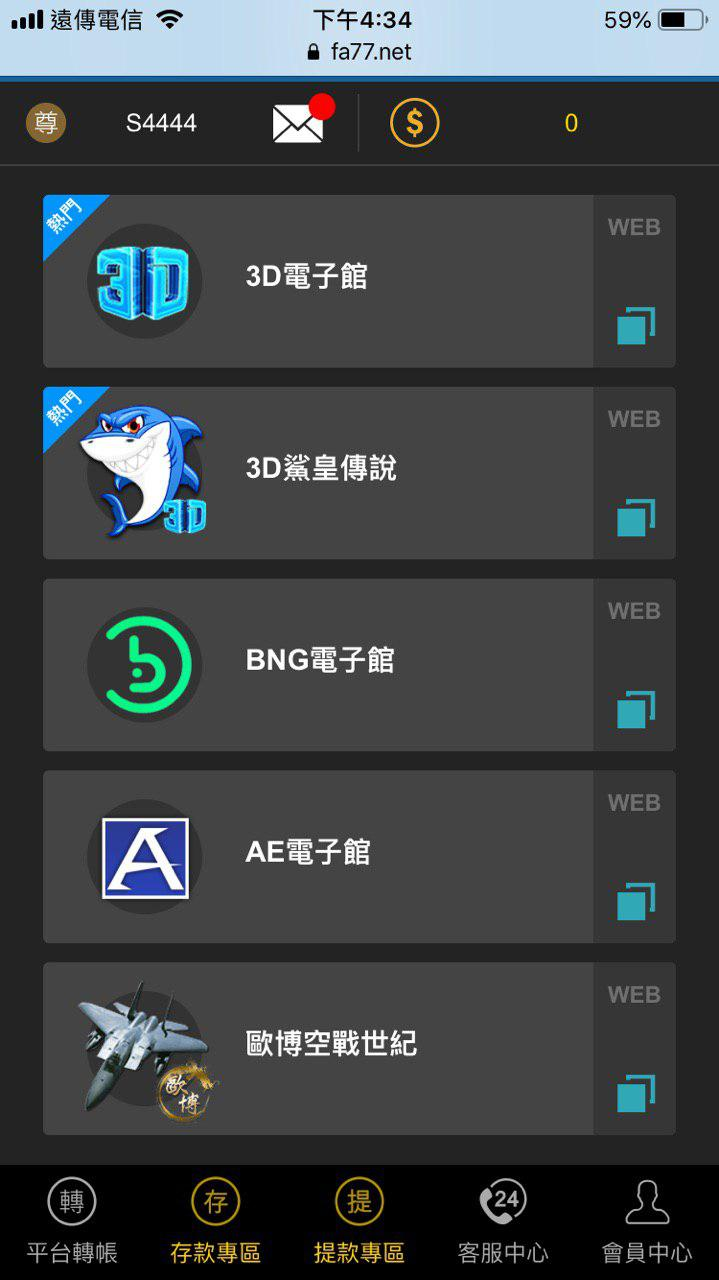 遠傳電信 下午4:34 59%
fa77.net
尊 S4444 $ 0
熱門
WEB
3D
3D電子館
熱門
WEB
3D
3D鯊皇傳說
WEB
b
BNG電子館
WEB
A
AE電子館
WEB
歐博空戰世紀
歐博
轉 存 提 24
平台轉帳 存款專區 提款專區 客服中心 會員中心